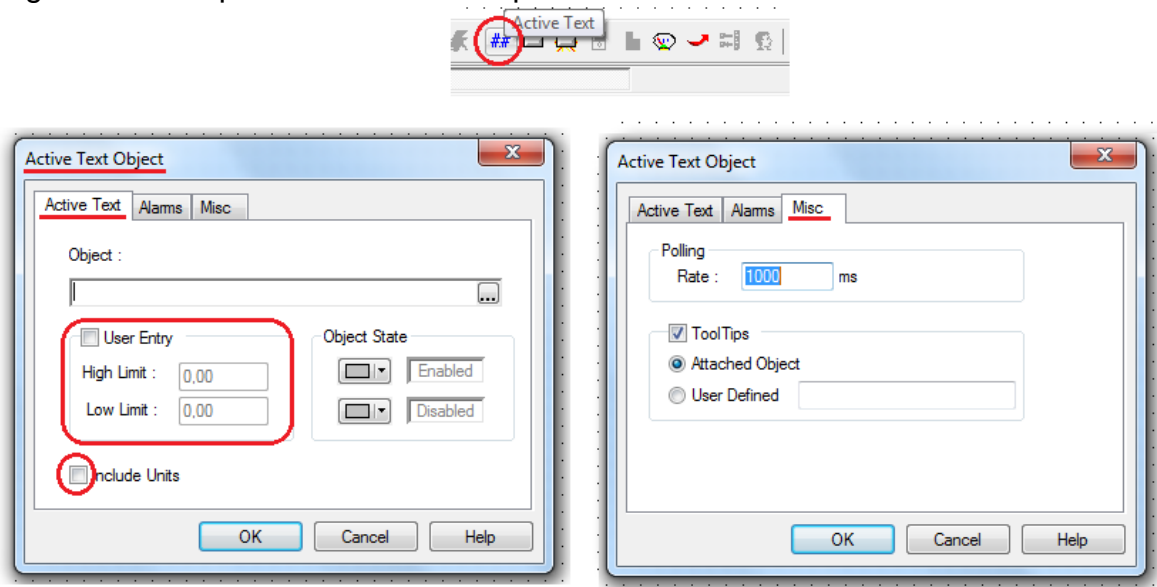 Active Text
##
Active Text Object
Active Text Alarms Misc
Object :
...
User Entry
High Limit : 0,00
Low Limit : 0,00
Object State
Enabled
Disabled
Include Units
OK Cancel Help
Active Text Object
Active Text Alarms Misc
Polling
Rate : 1000 ms
ToolTips
Attached Object
User Defined
OK Cancel Help